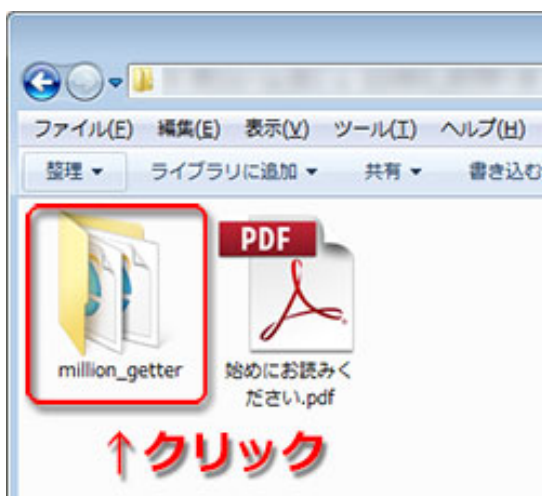 ファイル(F) 編集(E) 表示(V) ツール(T) ヘルプ(H)
整理 ライブラリに追加 共有 書き込む
PDF
million_getter
始めにお読みく
ださい.pdf
↑クリック